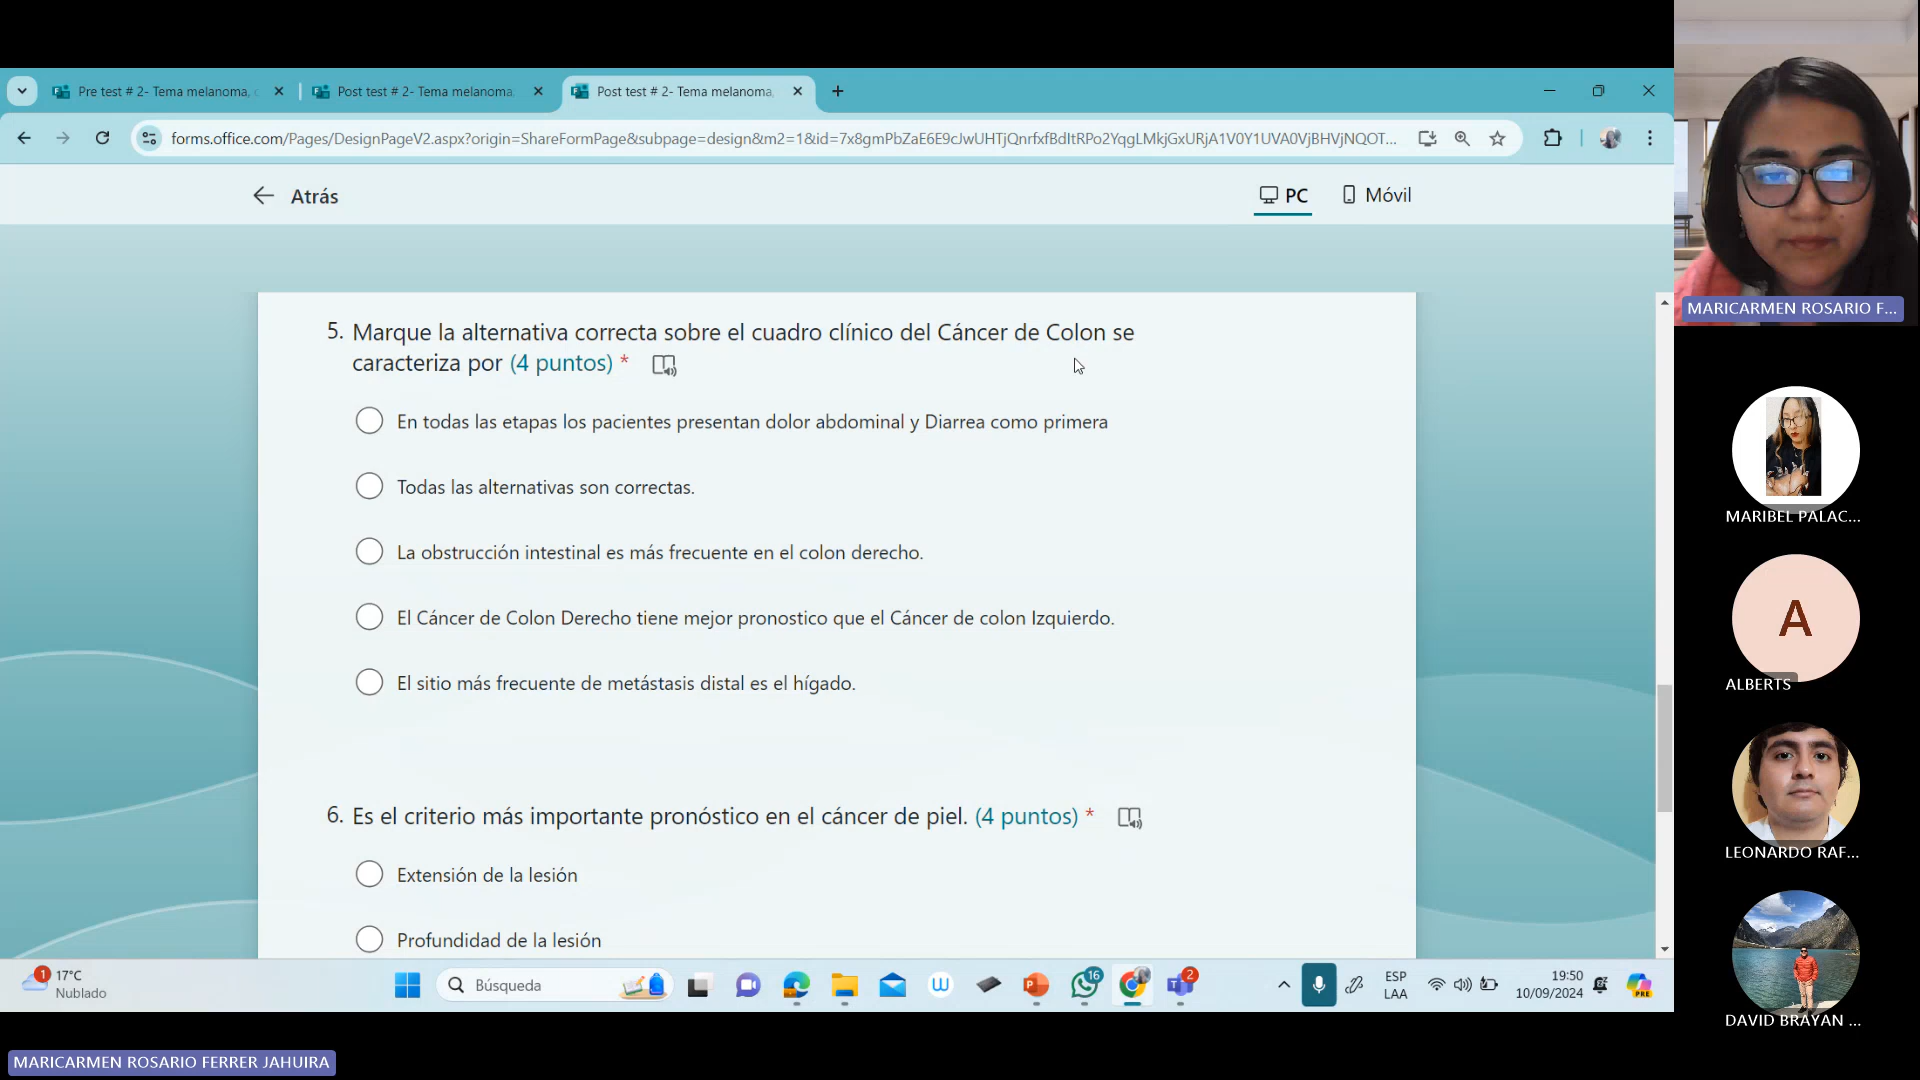 Pre test # 2- Tema melanoma,
Post test # 2- Tema melanoma
Post test # 2- Tema melanoma,
forms.office.com/Pages/DesignPageV2.aspx?origin=ShareFormPage&subpage=design&m2=1&id=7x8gmPbZaE6E9cJwUHTjQnrfxfBdItRPo2YqgLMkjGxURjA1V0Y1UVA0VjBHVjNQOT...
Atrás
PC
Móvil
5. Marque la alternativa correcta sobre el cuadro clínico del Cáncer de Colon se
caracteriza por (4 puntos) *
En todas las etapas los pacientes presentan dolor abdominal y Diarrea como primera
Todas las alternativas son correctas.
La obstrucción intestinal es más frecuente en el colon derecho.
El Cáncer de Colon Derecho tiene mejor pronostico que el Cáncer de colon Izquierdo.
El sitio más frecuente de metástasis distal es el hígado.
6. Es el criterio más importante pronóstico en el cáncer de piel. (4 puntos) *
Extensión de la lesión
Profundidad de la lesión
1
17°C
Nublado
Búsqueda
16
2
ESP
LAA
19:50
10/09/2024
PRE
MARICARMEN ROSARIO F...
MARIBEL PALAC...
A
ALBERTS
LEONARDO RAF...
DAVID BRAYAN ...
MARICARMEN ROSARIO FERRER JAHUIRA